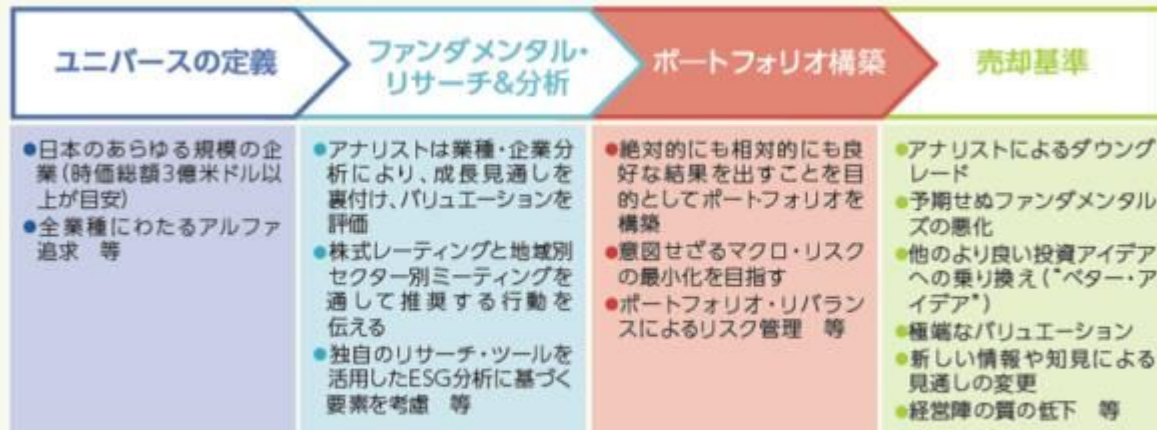 ユニバースの定義
ファンダメンタル・
リサーチ&分析
ポートフォリオ構築
売却基準
●日本のあらゆる規模の企
業(時価総額3億米ドル以
上が目安)
●全業種にわたるアルファ
追求 等
●アナリストは業種・企業分
析により、成長見通しを
裏付け、バリュエーションを
評価
●株式レーティングと地域別
セクター別ミーティングを
通して推奨する行動を
伝える
●独自のリサーチ・ツールを
活用したESG分析に基づく
要素を考慮 等
●絶対的にも相対的にも良
好な結果を出すことを目
的としてポートフォリオを
構築
●意図せざるマクロ・リスク
の最小化を目指す
●ポートフォリオ・リバラン
スによるリスク管理 等
●アナリストによるダウング
レード
●予期せぬファンダメンタル
ズの悪化
●他のより良い投資アイデア
への乗り換え("ベター・ア
イデア")
●極端なバリュエーション
●新しい情報や知見による
見通しの変更
●経営陣の質の低下 等